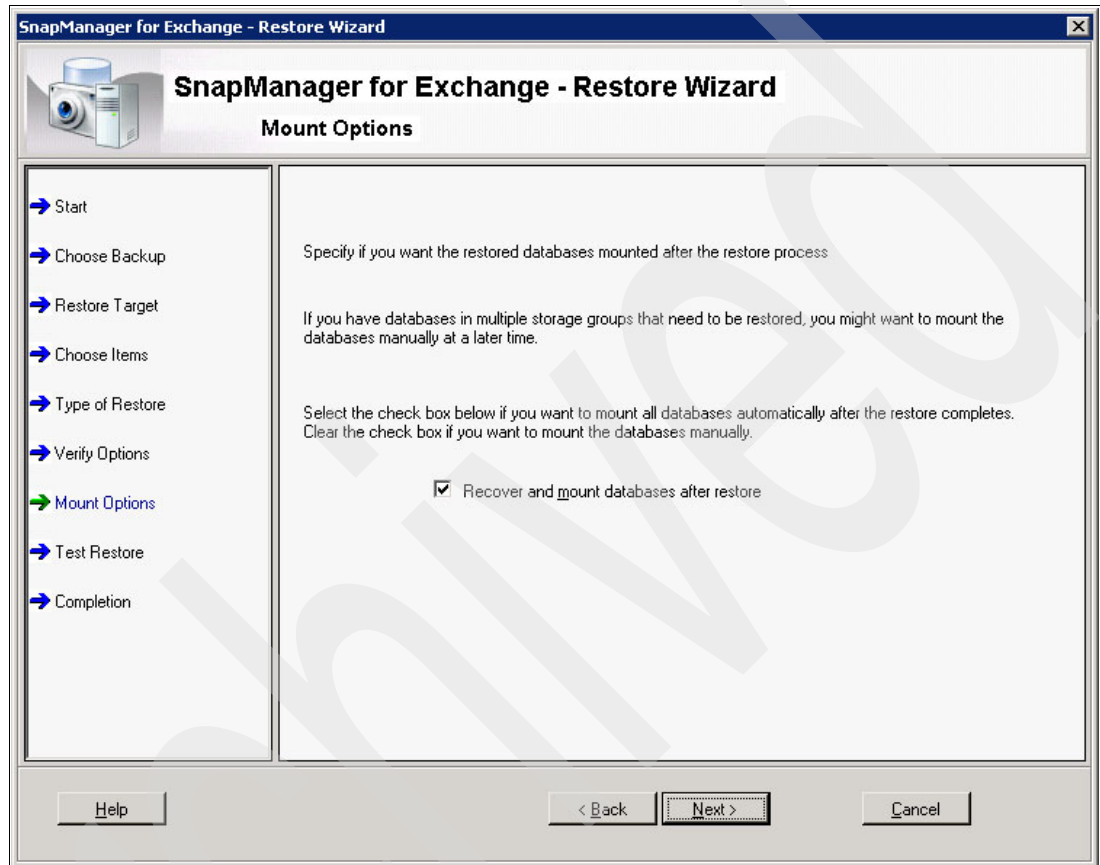 SnapManager for Exchange - Restore Wizard
SnapManager for Exchange - Restore Wizard
Mount Options
Start
Choose Backup
Restore Target
Choose Items
Type of Restore
Verify Options
Mount Options
Test Restore
Completion
Specify if you want the restored databases mounted after the restore process
If you have databases in multiple storage groups that need to be restored, you might want to mount the
databases manually at a later time.
Select the check box below if you want to mount all databases automatically after the restore completes.
Clear the check box if you want to mount the databases manually.
Recover and mount databases after restore
Help
< Back
Next >
Cancel